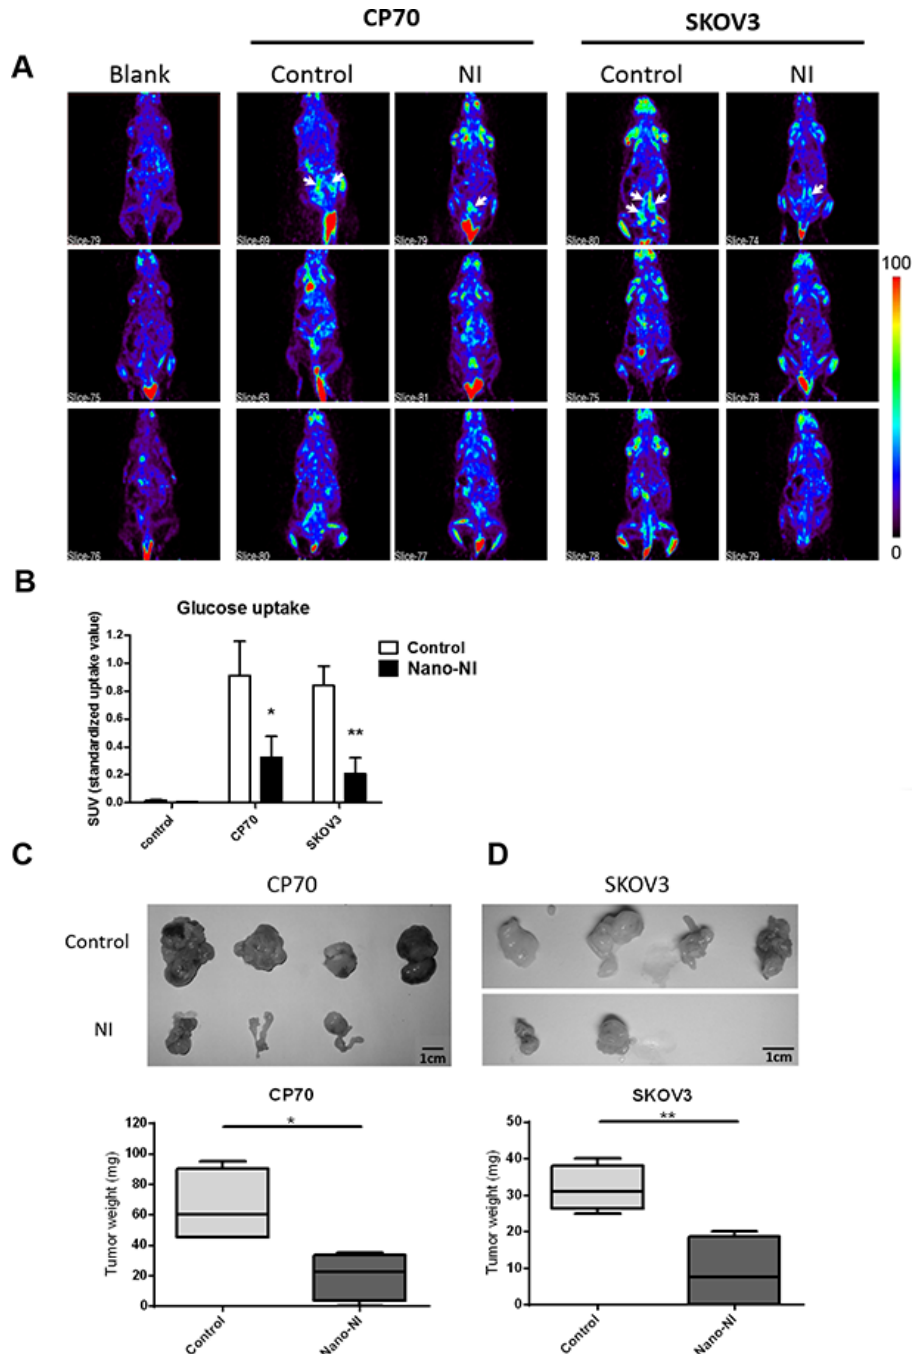 CP70 SKOV3
A
Blank Control NI Control NI
Slice-79 Slice-69 Slice-79 Slice-80 Slice-74
Slice-75 Slice-63 Slice-81 Slice-75 Slice-78
Slice-76 Slice-80 Slice-77 Slice-78 Slice-79
100
0
B
Glucose uptake
SUV (standardized uptake value)
1.2
1.0
0.8
0.6
0.4
0.2
0.0
* **
control CP70 SKOV3
Control
Nano-NI
C
CP70
Control
NI
1cm
CP70
Tumor weight (mg)
120
100
80
60
40
20
0
*
Control Nano-NI
D
SKOV3
1cm
SKOV3
Tumor weight (mg)
50
40
30
20
10
0
**
Control Nano-NI